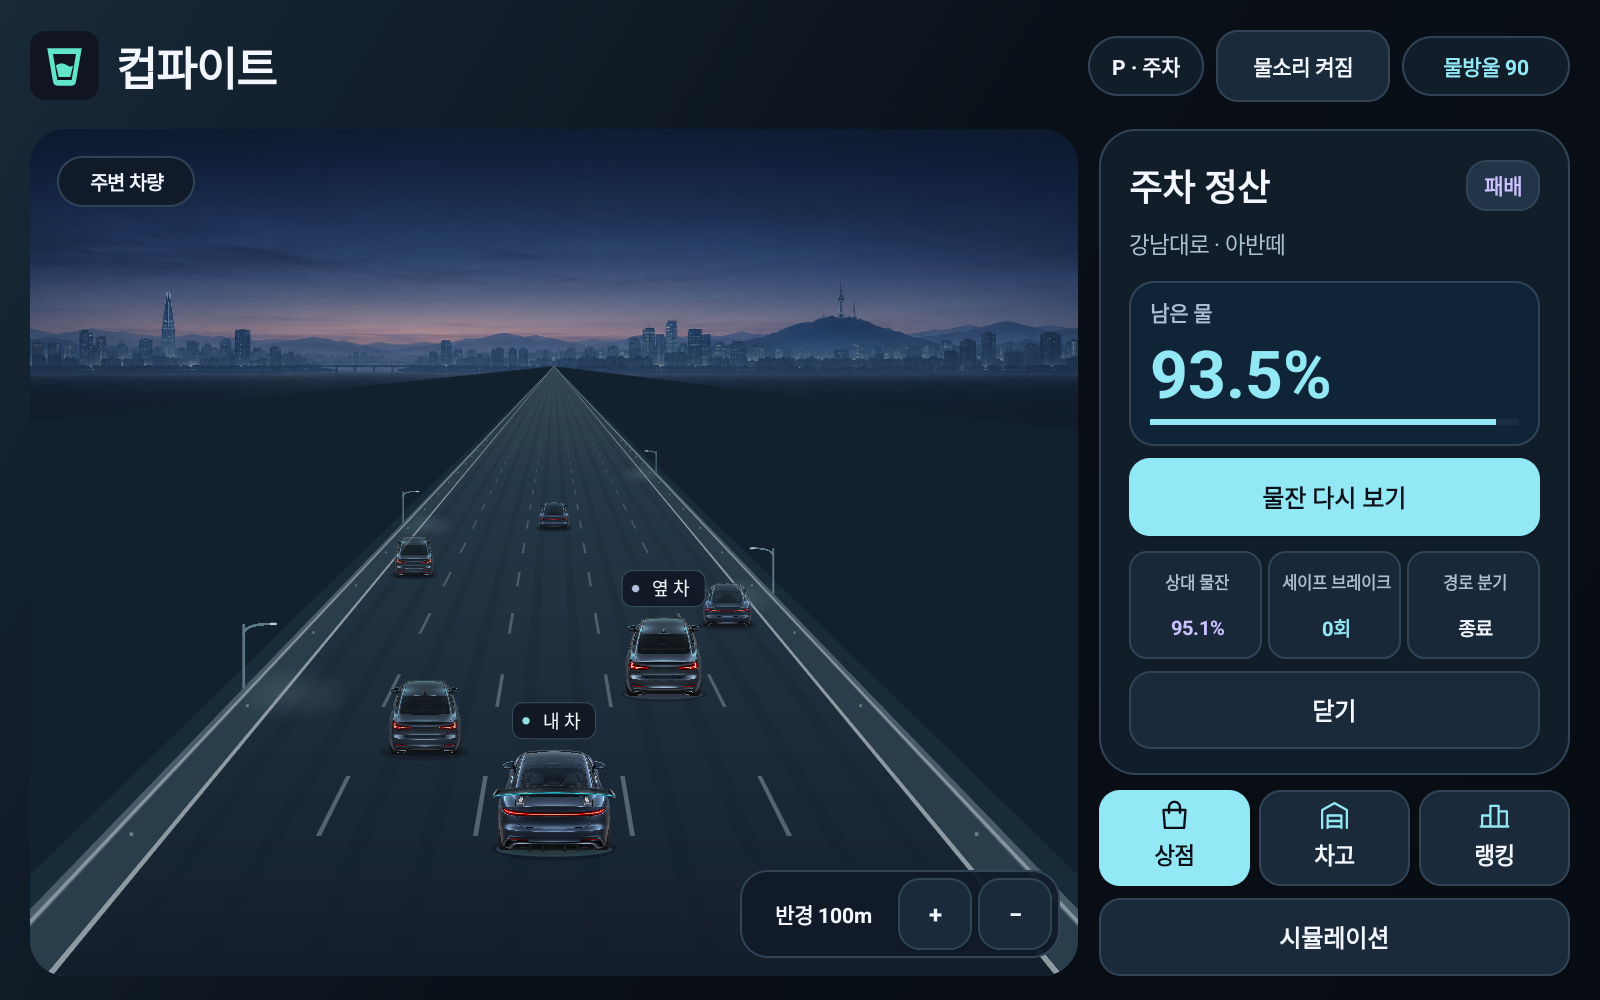 컵파이트
P · 주차
물소리 켜짐
물방울 90
주변 차량
옆 차
내 차
반경 100m
+
−
주차 정산
패배
강남대로 · 아반떼
남은 물
93.5%
물잔 다시 보기
상대 물잔
95.1%
세이프 브레이크
0회
경로 분기
종료
닫기
상점
차고
랭킹
시뮬레이션